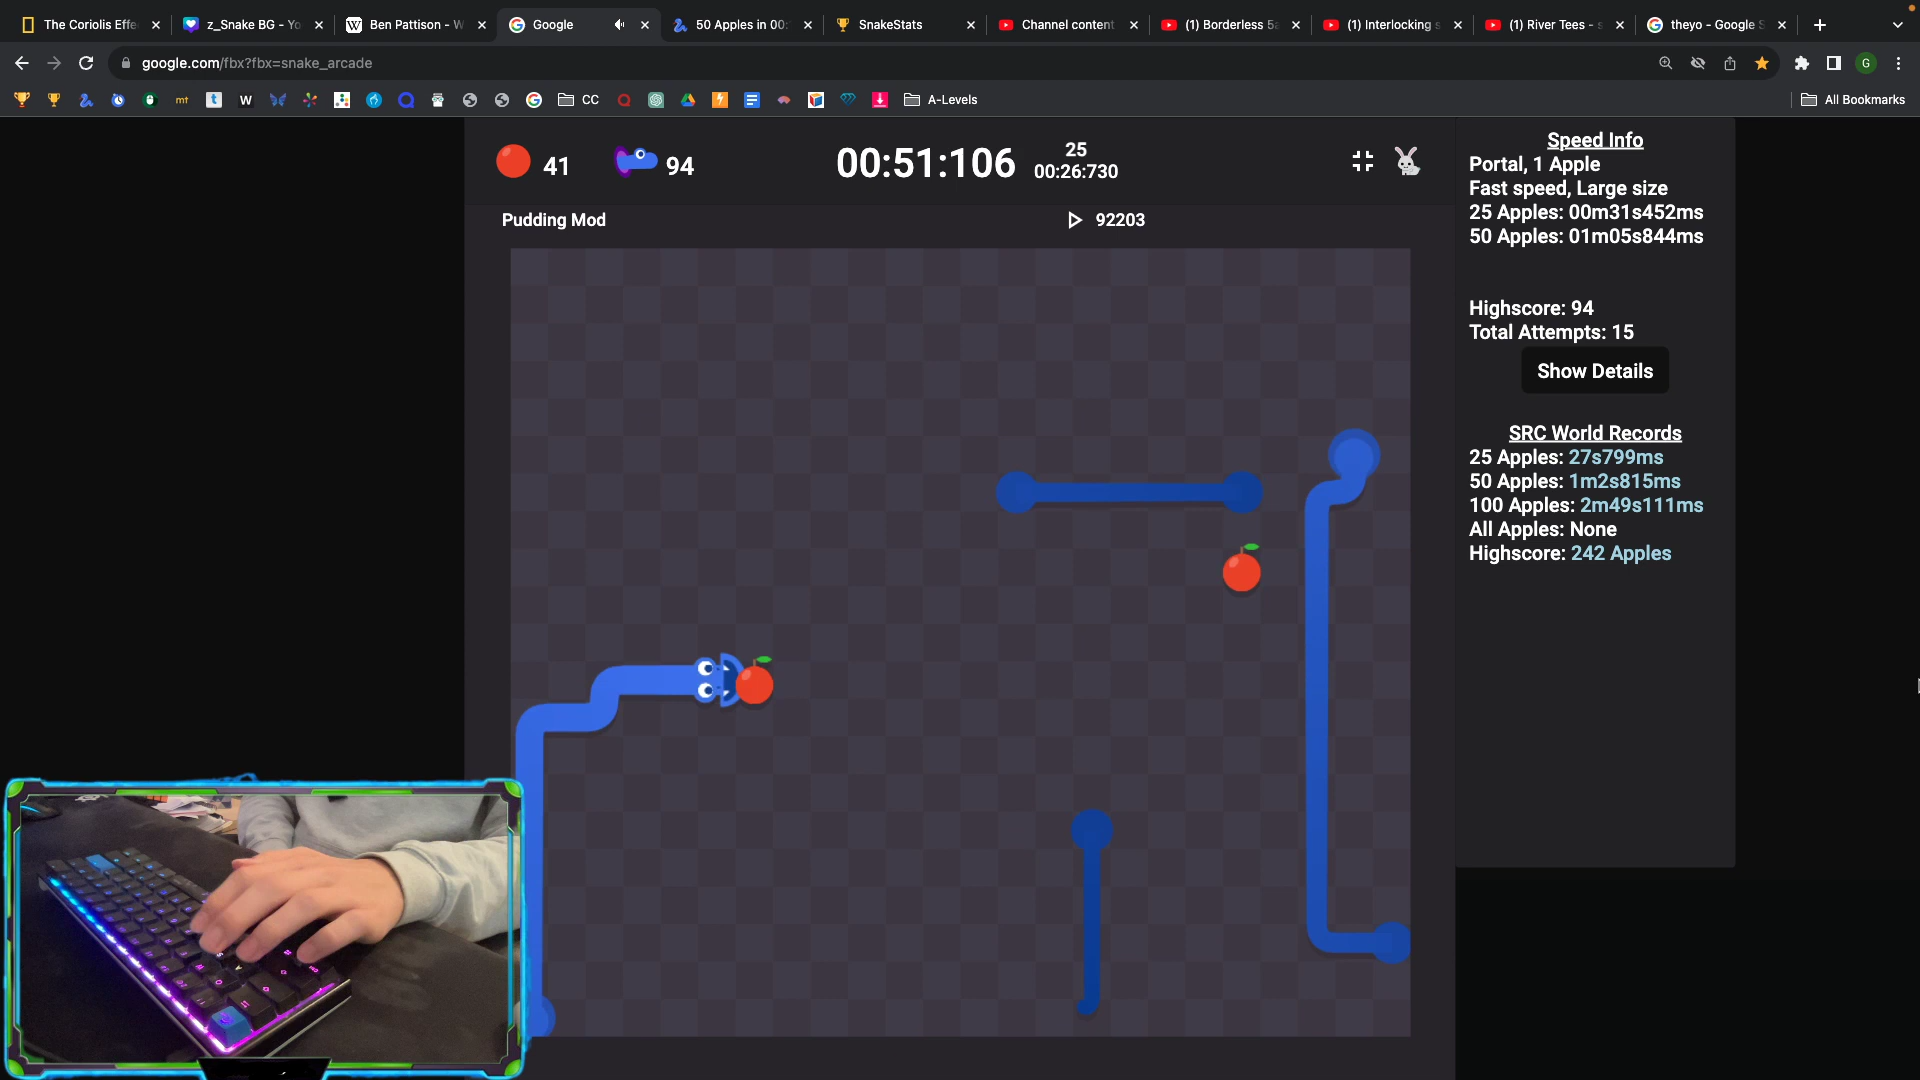 The Coriolis Effe
z_Snake BG - Yo
Ben Pattison - W
Google
50 Apples in 00:
SnakeStats
Channel content
(1) Borderless 5a
(1) Interlocking s
(1) River Tees - s
theyo - Google S
google.com/fbx?fbx=snake_arcade
G
mt
t
W
CC
A-Levels
All Bookmarks
41
94
00:51:106
25
00:26:730
Pudding Mod
92203
Speed Info
Portal, 1 Apple
Fast speed, Large size
25 Apples: 00m31s452ms
50 Apples: 01m05s844ms
Highscore: 94
Total Attempts: 15
Show Details
SRC World Records
25 Apples: 27s799ms
50 Apples: 1m2s815ms
100 Apples: 2m49s111ms
All Apples: None
Highscore: 242 Apples